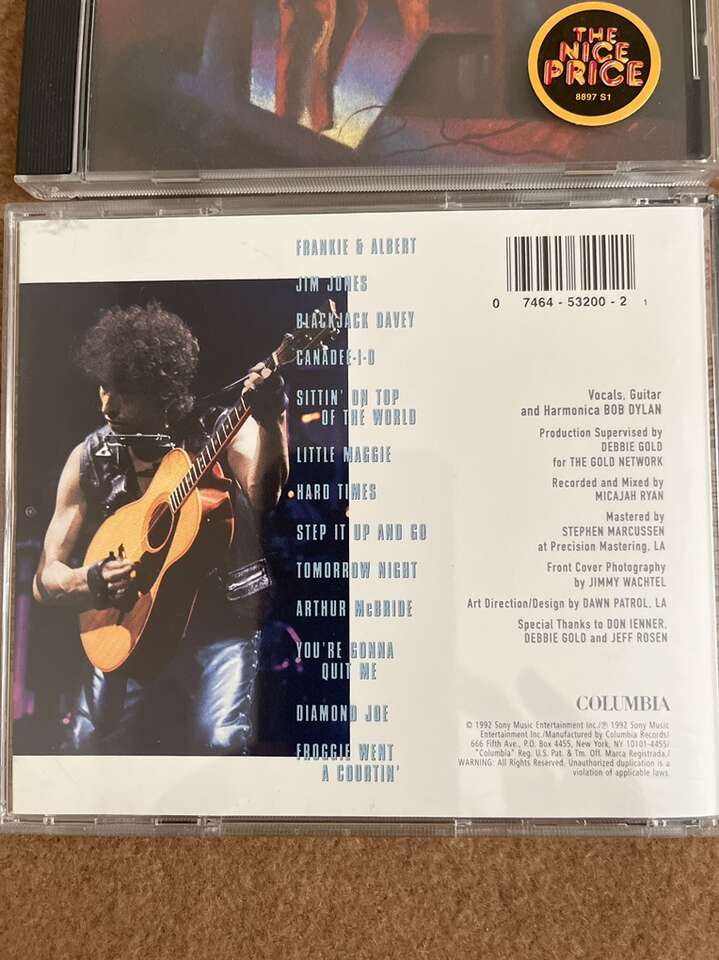 THE
NICE
PRICE
8897 S1
FRANKIE & ALBERT
JIM JONES
BLACKJACK DAVEY
CANADEE-I-O
SITTIN' ON TOP
OF THE WORLD
LITTLE MAGGIE
HARD TIMES
STEP IT UP AND GO
TOMORROW NIGHT
ARTHUR McBRIDE
YOU'RE GONNA
QUIT ME
DIAMOND JOE
FROGGIE WENT
A COURTIN'
0 7464 - 53200 - 2 1
Vocals, Guitar
and Harmonica BOB DYLAN
Production Supervised by
DEBBIE GOLD
for THE GOLD NETWORK
Recorded and Mixed by
MICAJAH RYAN
Mastered by
STEPHEN MARCUSSEN
at Precision Mastering, LA
Front Cover Photography
by JIMMY WACHTEL
Art Direction/Design by DAWN PATROL, LA
Special Thanks to DON IENNER,
DEBBIE GOLD and JEFF ROSEN
COLUMBIA
© 1992 Sony Music Entertainment Inc./℗ 1992 Sony Music
Entertainment Inc./Manufactured by Columbia Records/
666 Fifth Ave., P.O. Box 4455, New York, NY 10101-4455/
"Columbia" Reg. U.S. Pat. & Tm. Off. Marca Registrada./
WARNING: All Rights Reserved. Unauthorized duplication is a
violation of applicable laws.